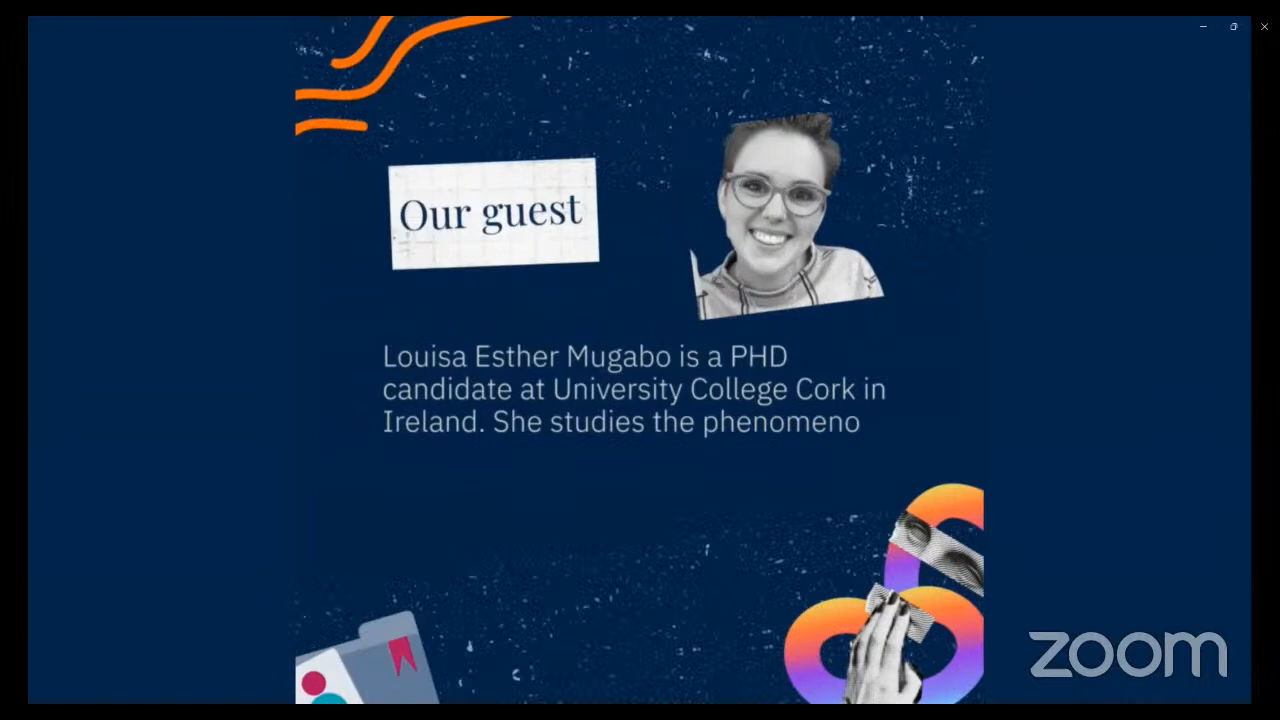 Our guest
Louisa Esther Mugabo is a PHD
candidate at University College Cork in
Ireland. She studies the phenomeno
zoom